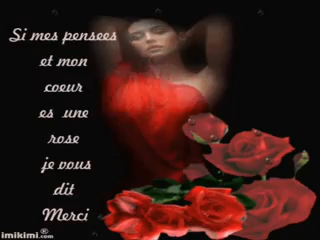 Si mes pensees
et mon
coeur
es une
rose
je vous
dit
Merci
imikimi.com®